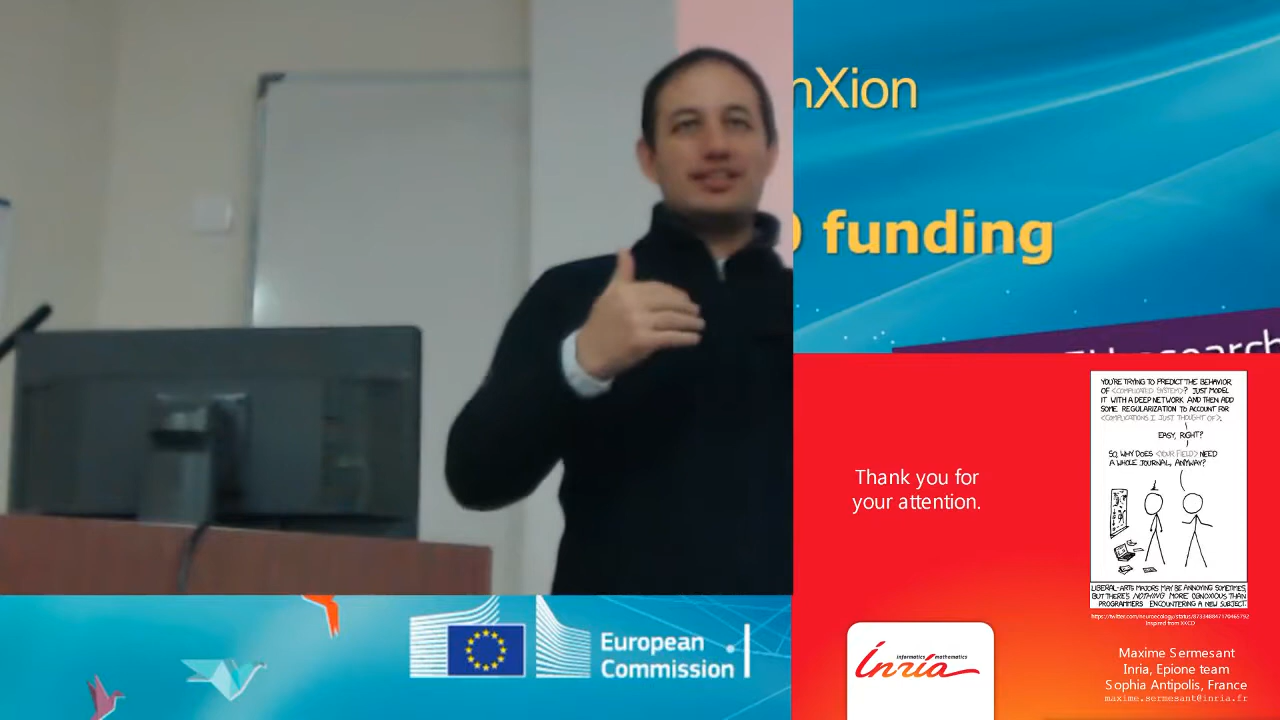 nXion
funding
EU research
YOU'RE TRYING TO PREDICT THE BEHAVIOR
OF <COMPLICATED SYSTEM>? JUST MODEL
IT WITH A DEEP NETWORK AND THEN ADD
SOME REGULARIZATION TO ACCOUNT FOR
<COMPLICATIONS I JUST THOUGHT OF>.
EASY, RIGHT?
SO, WHY DOES <YOUR FIELD> NEED
A WHOLE JOURNAL, ANYWAY?
LIBERAL-ARTS MAJORS MAY BE ANNOYING SOMETIMES,
BUT THERE'S NOTHING MORE OBNOXIOUS THAN
PROGRAMMERS ENCOUNTERING A NEW SUBJECT.
Inspired from XKCD
Thank you for
your attention.
informatics mathematics
Inria
Maxime Sermesant
Inria, Epione team
Sophia Antipolis, France
maxime.sermesant@inria.fr
European
Commission